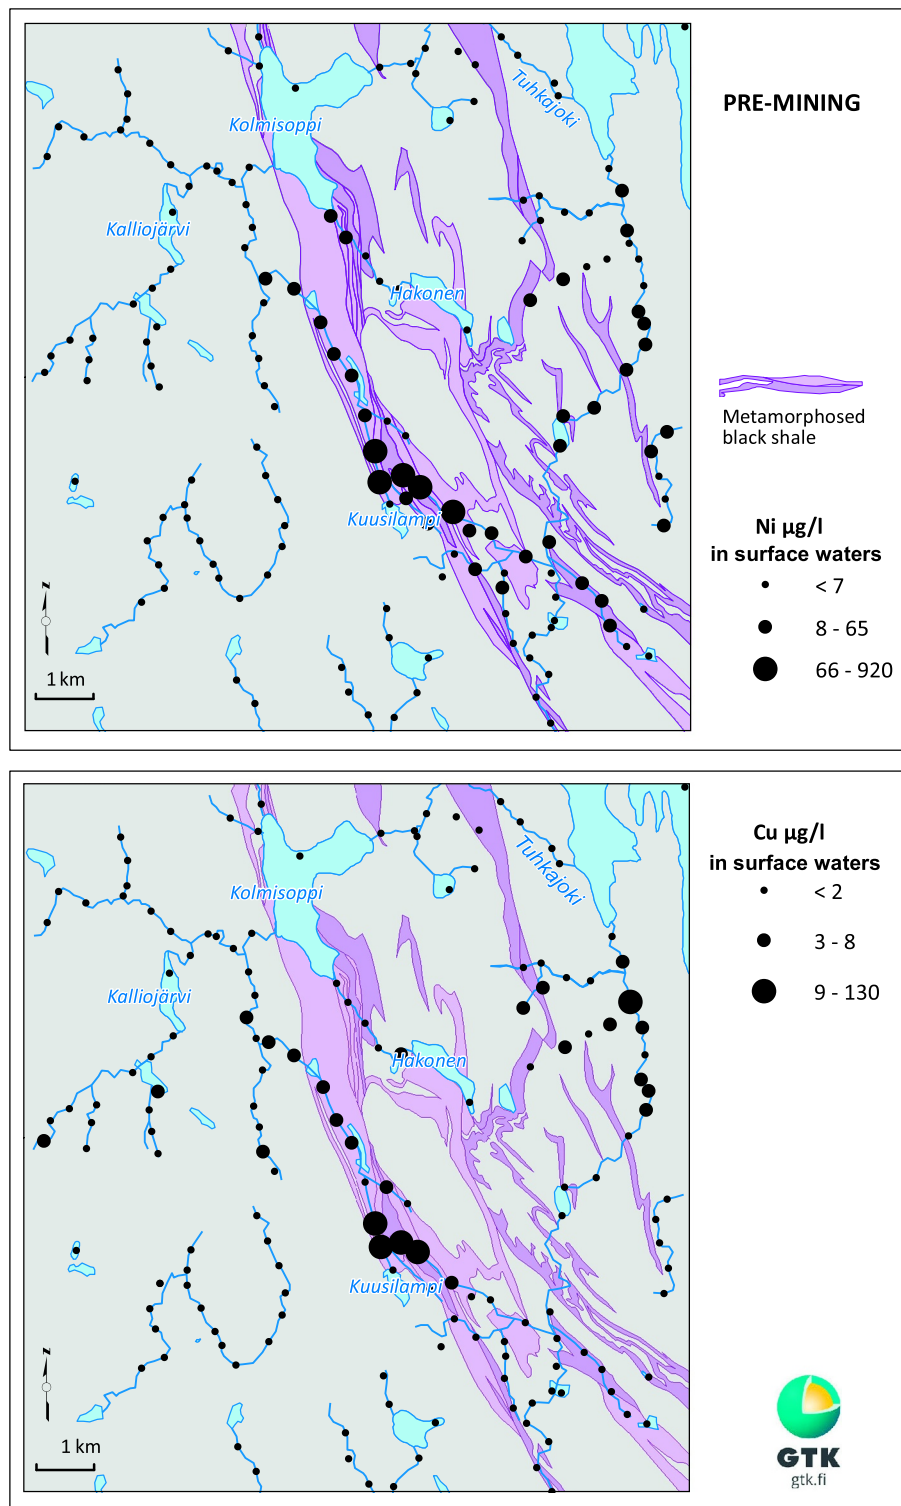 PRE-MINING
Tuhkajoki
Kolmisoppi
Kalliojärvi
Hakonen
Metamorphosed
black shale
Kuusilampi
Ni µg/l
in surface waters
< 7
8 - 65
66 - 920
z
1 km
Cu µg/l
in surface waters
< 2
3 - 8
9 - 130
Tuhkajoki
Kolmisoppi
Kalliojärvi
Hakonen
Kuusilampi
z
1 km
GTK
gtk.fi